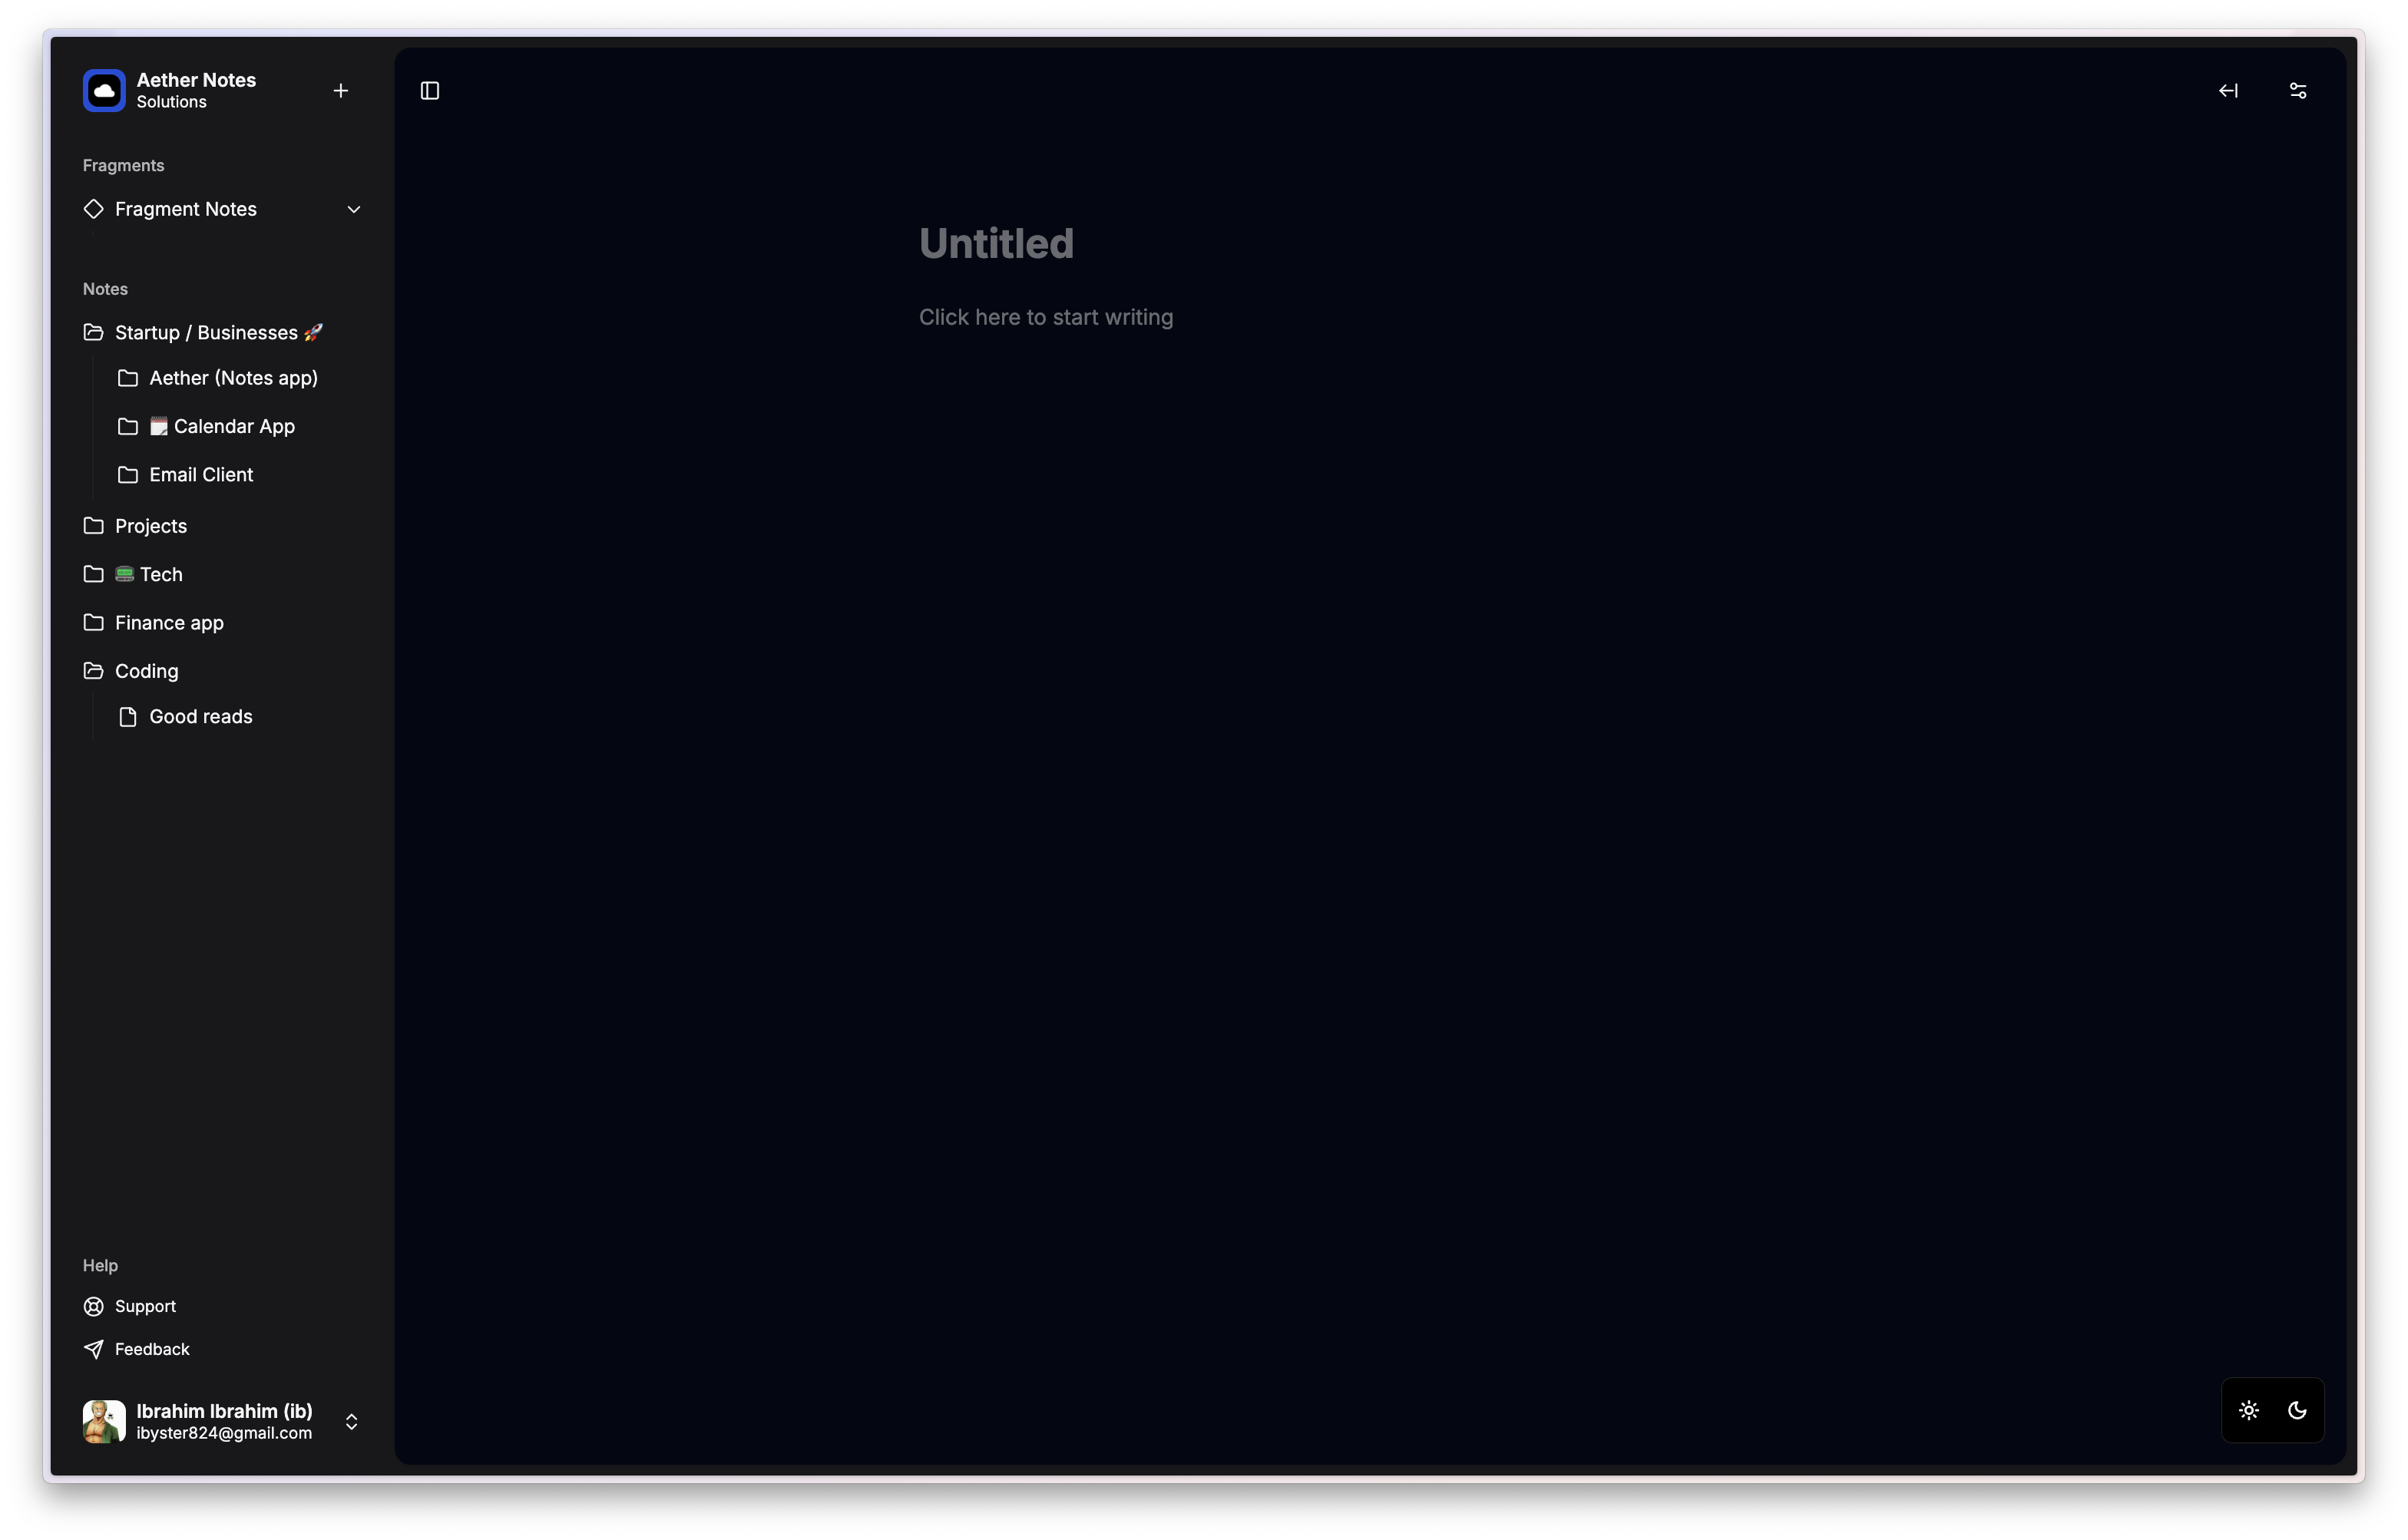 Aether Notes
Solutions
Fragments
Fragment Notes
Notes
Startup / Businesses 🚀
Aether (Notes app)
🗒️ Calendar App
Email Client
Projects
📟 Tech
Finance app
Coding
Good reads
Help
Support
Feedback
Ibrahim Ibrahim (ib)
ibyster824@gmail.com
Untitled
Click here to start writing